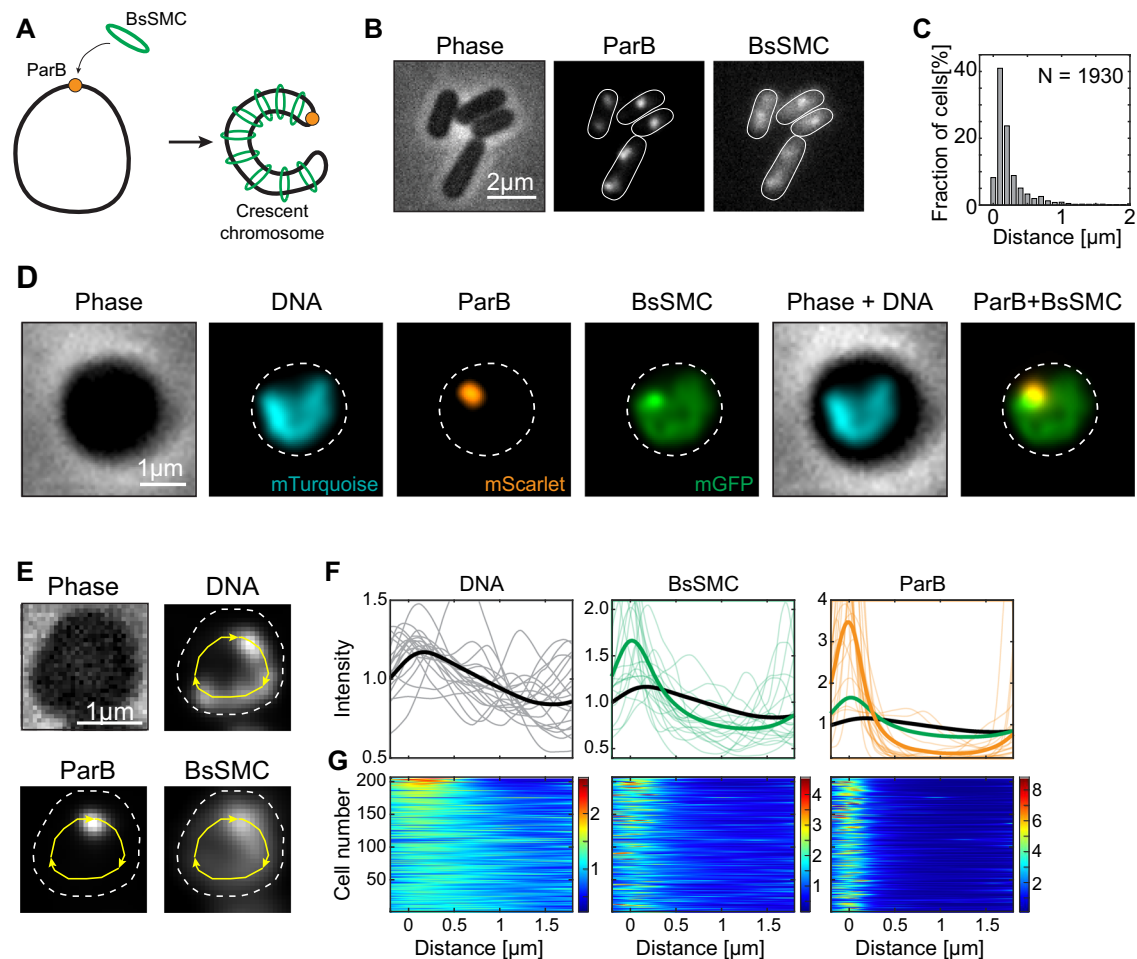 A
BsSMC
ParB
Crescent
chromosome
B
Phase
ParB
BsSMC
2μm
C
Fraction of cells[%]
40
20
0
N = 1930
0
1
2
Distance [μm]
D
Phase
DNA
ParB
BsSMC
Phase + DNA
ParB+BsSMC
1μm
mTurquoise
mScarlet
mGFP
E
Phase
DNA
1μm
ParB
BsSMC
F
DNA
BsSMC
ParB
Intensity
1.5
1.0
0.5
2.0
1.5
1.0
0.5
4
3
2
1
G
Cell number
200
150
100
50
2
1
4
3
2
1
8
6
4
2
0
0.5
1
1.5
0
0.5
1
1.5
0
0.5
1
1.5
Distance [μm]
Distance [μm]
Distance [μm]